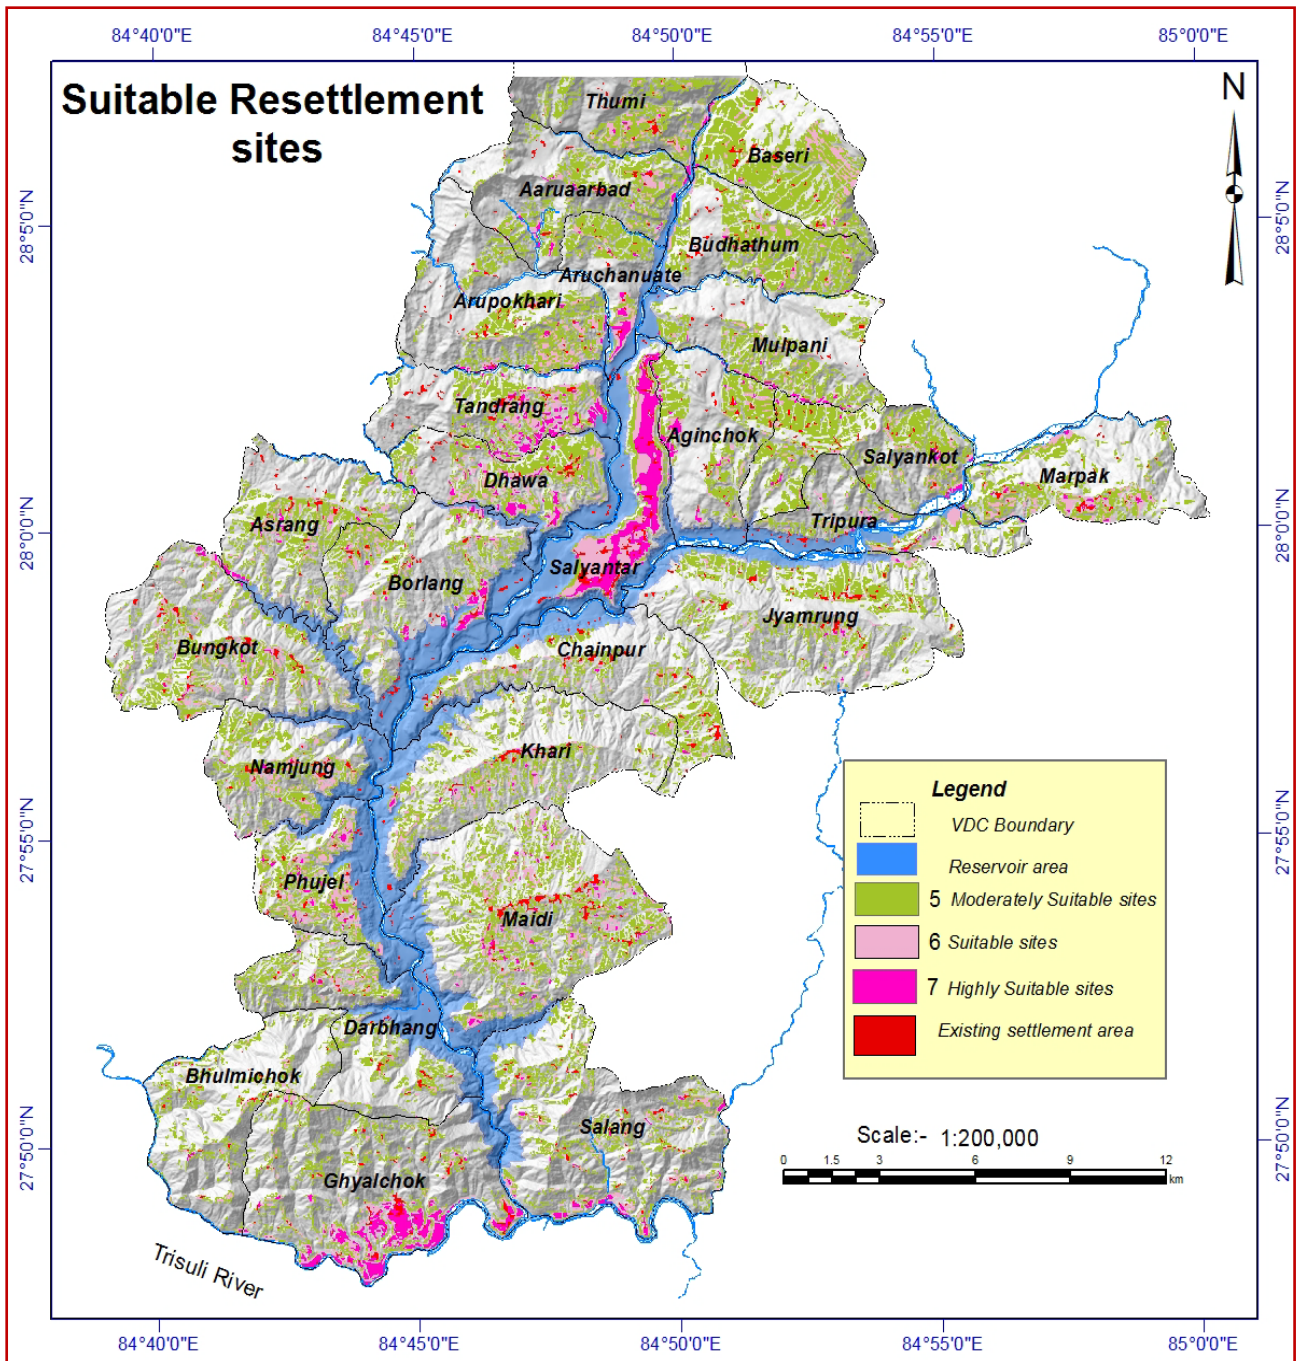 84°40'0"E
84°45'0"E
84°50'0"E
84°55'0"E
85°0'0"E
Suitable Resettlement
sites
N
Thumi
Baseri
Aaruaarbad
28°5'0"N
28°5'0"N
Budhathum
Aruchanuate
Arupokhari
Mulpani
Tandrang
Aginchok
Salyankot
Marpak
Dhawa
Asrang
Tripura
28°0'0"N
28°0'0"N
Salyantar
Borlang
Jyamrung
Bungkot
Chainpur
Khari
Namjung
Legend
VDC Boundary
Reservoir area
5 Moderately Suitable sites
6 Suitable sites
7 Highly Suitable sites
Existing settlement area
27°55'0"N
27°55'0"N
Phujel
Maidi
Darbhang
Bhulmichok
Salang
27°50'0"N
27°50'0"N
Scale:- 1:200,000
0 1.5 3 6 9 12
km
Ghyalchok
Trisuli River
84°40'0"E
84°45'0"E
84°50'0"E
84°55'0"E
85°0'0"E